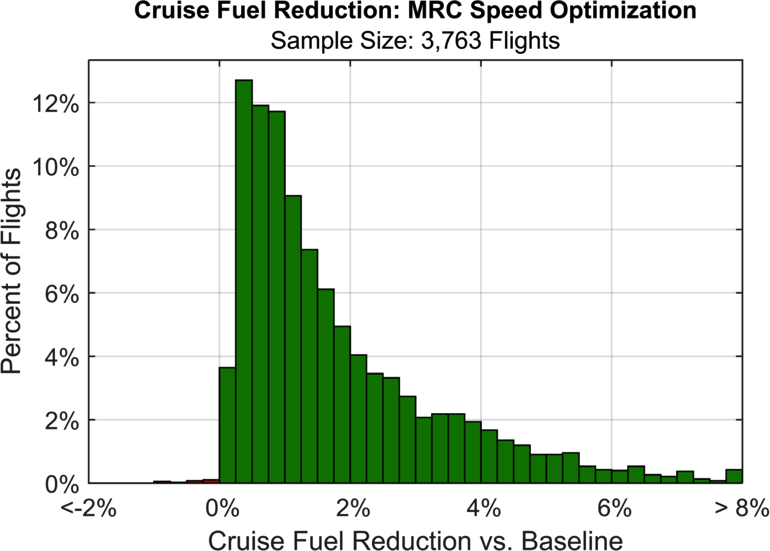 Cruise Fuel Reduction: MRC Speed Optimization
Sample Size: 3,763 Flights
Percent of Flights
12%
10%
8%
6%
4%
2%
0%
<-2% 0% 2% 4% 6% > 8%
Cruise Fuel Reduction vs. Baseline